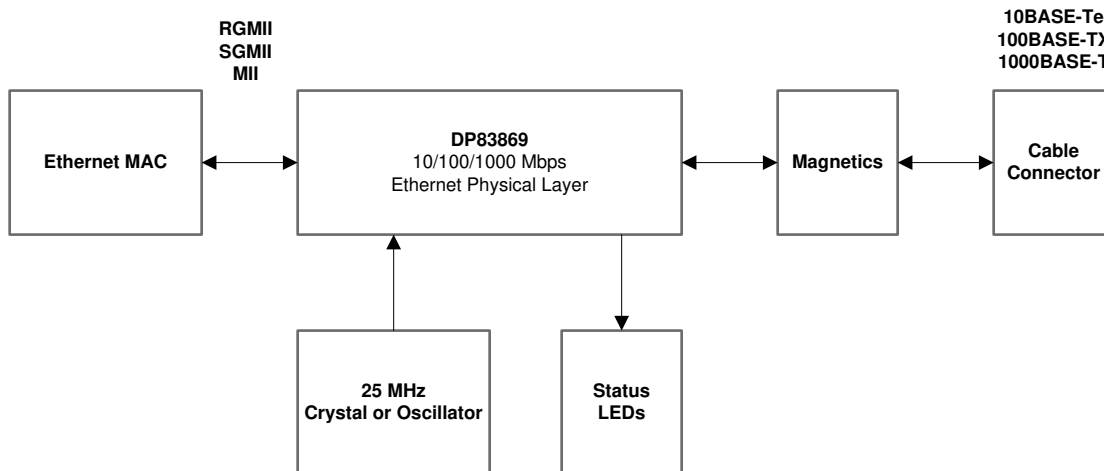 RGMII
SGMII
MII
10BASE-Te
100BASE-TX
1000BASE-T
Ethernet MAC
DP83869
10/100/1000 Mbps
Ethernet Physical Layer
Magnetics
Cable
Connector
25 MHz
Crystal or Oscillator
Status
LEDs